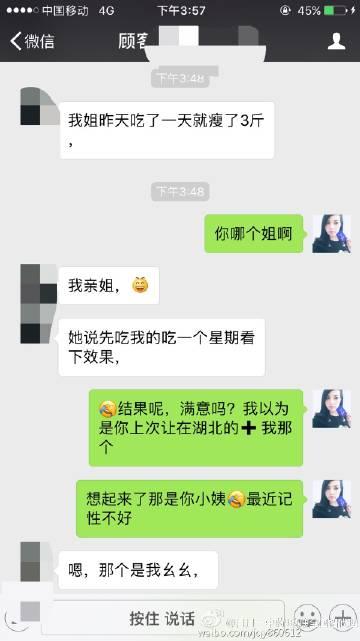 中国移动 4G 下午3:57 45%
微信 顾客
下午3:48
我姐昨天吃了一天就瘦了3斤
，
下午3:48
你哪个姐啊
我亲姐，
她说先吃我的吃一个星期看
下效果，
结果呢，满意吗？我以为
是你上次让在湖北的➕ 我那
个
想起来了那是你小姨🤣最近记
性不好
嗯，那个是我幺幺，
按住 说话
weibo.com/jcjy860612